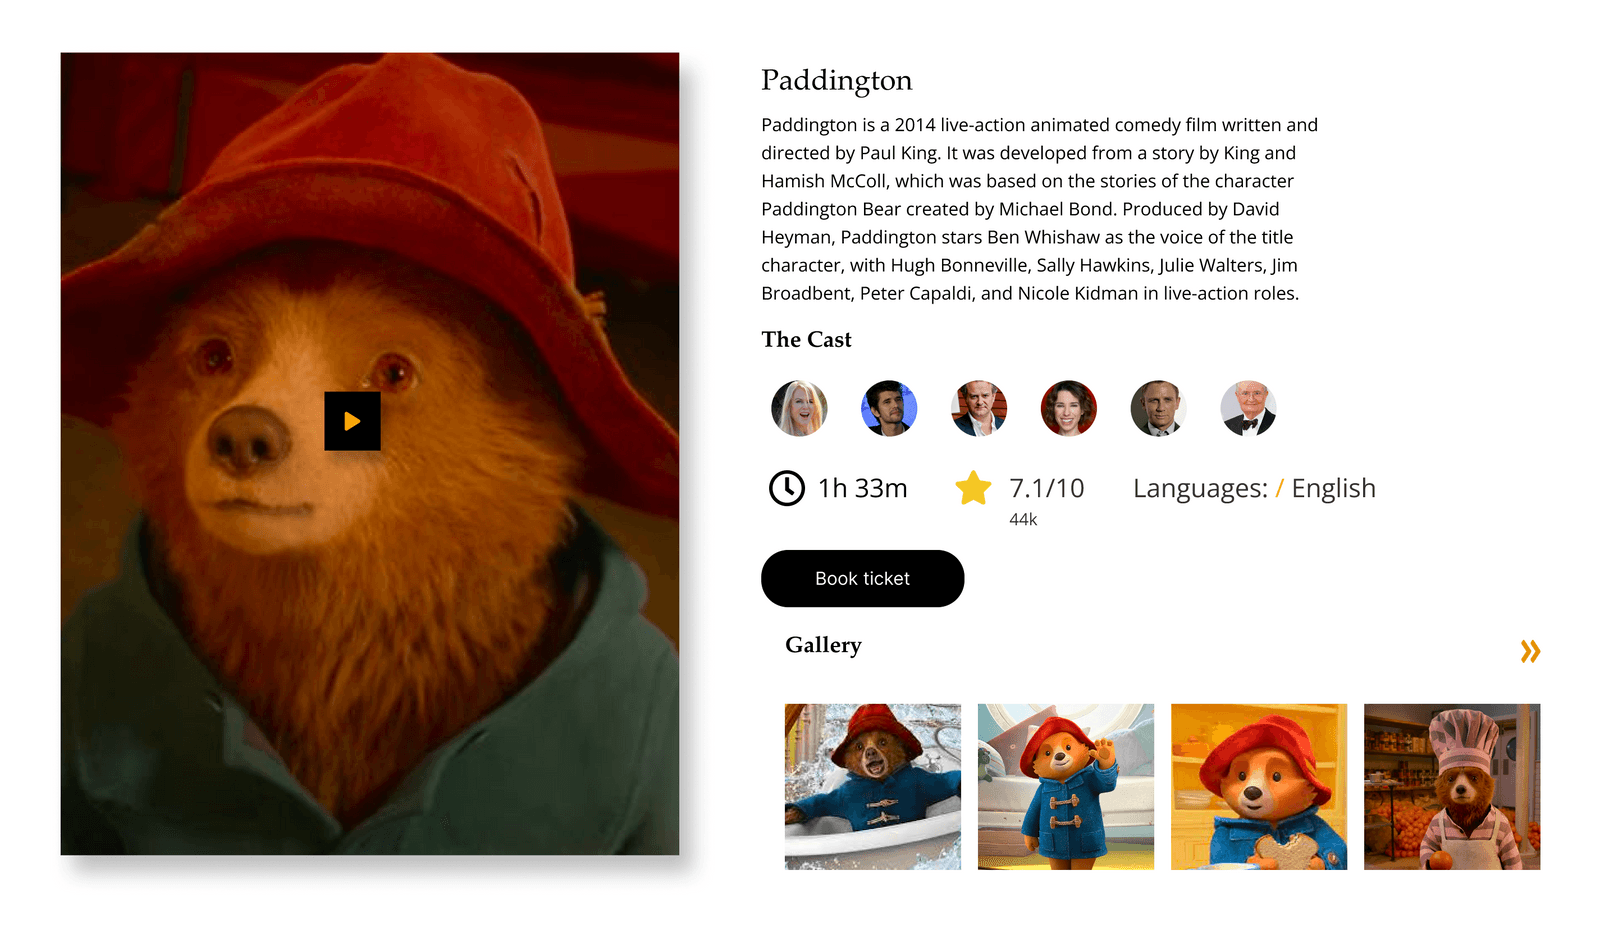 Paddington
Paddington is a 2014 live-action animated comedy film written and
directed by Paul King. It was developed from a story by King and
Hamish McColl, which was based on the stories of the character
Paddington Bear created by Michael Bond. Produced by David
Heyman, Paddington stars Ben Whishaw as the voice of the title
character, with Hugh Bonneville, Sally Hawkins, Julie Walters, Jim
Broadbent, Peter Capaldi, and Nicole Kidman in live-action roles.
The Cast
1h 33m
7.1/10
Languages: / English
44k
Book ticket
Gallery